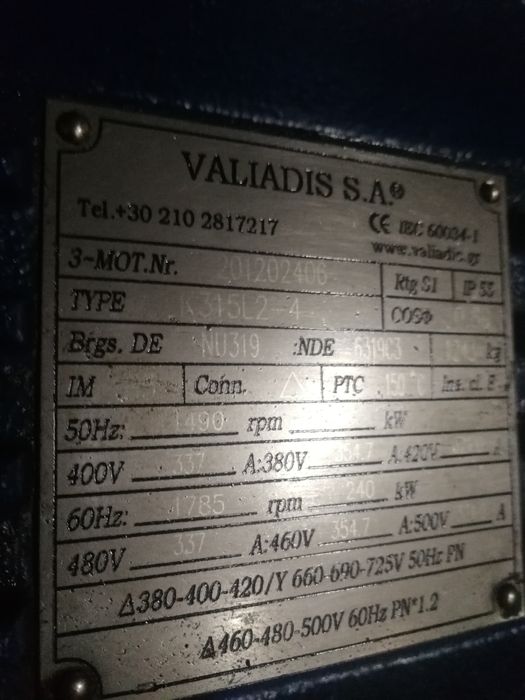 VALIADIS S.A.®
Tel.+30 210 2817217 CE IEC 60034-1
www.valiadis.gr
3~MOT.Nr. 201202406 Rtg S1 IP 55
TYPE K315L2-4 COSΦ
Brgs. DE NU319 :NDE 6319C3 kg
IM Conn. △ PTC 150 Ins. cl. F
50Hz: 1490 rpm kW
400V 337 A:380V 354.7 A:420V A
60Hz: 1785 rpm 240 kW
480V 337 A:460V 354.7 A:500V A
Δ380-400-420/Y 660-690-725V 50Hz PN
Δ460-480-500V 60Hz PN*1.2